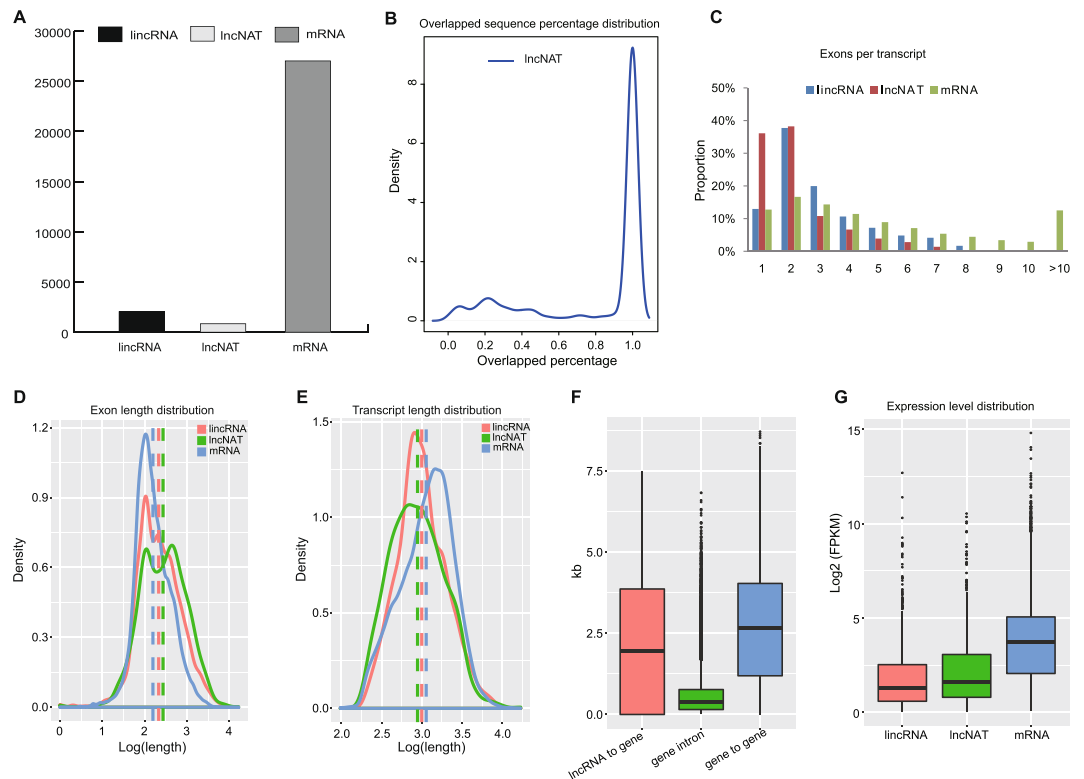 A
30000
25000
20000
15000
10000
5000
0
lincRNA lncNAT mRNA
lincRNA lncNAT mRNA
B
Overlapped sequence percentage distribution
lncNAT
Density
8
6
4
2
0
0.0 0.2 0.4 0.6 0.8 1.0
Overlapped percentage
C
Exons per transcript
lincRNA lncNAT mRNA
Proportion
50%
40%
30%
20%
10%
0%
1 2 3 4 5 6 7 8 9 10 >10
D
Exon length distribution
lincRNA
lncNAT
mRNA
Density
1.2
0.9
0.6
0.3
0.0
0 1 2 3 4
Log(length)
E
Transcript length distribution
lincRNA
lncNAT
mRNA
Density
1.5
1.0
0.5
0.0
2.0 2.5 3.0 3.5 4.0
Log(length)
F
kb
7.5
5.0
2.5
0.0
lncRNA to gene
gene intron
gene to gene
G
Expression level distribution
Log2 (FPKM)
15
10
5
0
lincRNA lncNAT mRNA